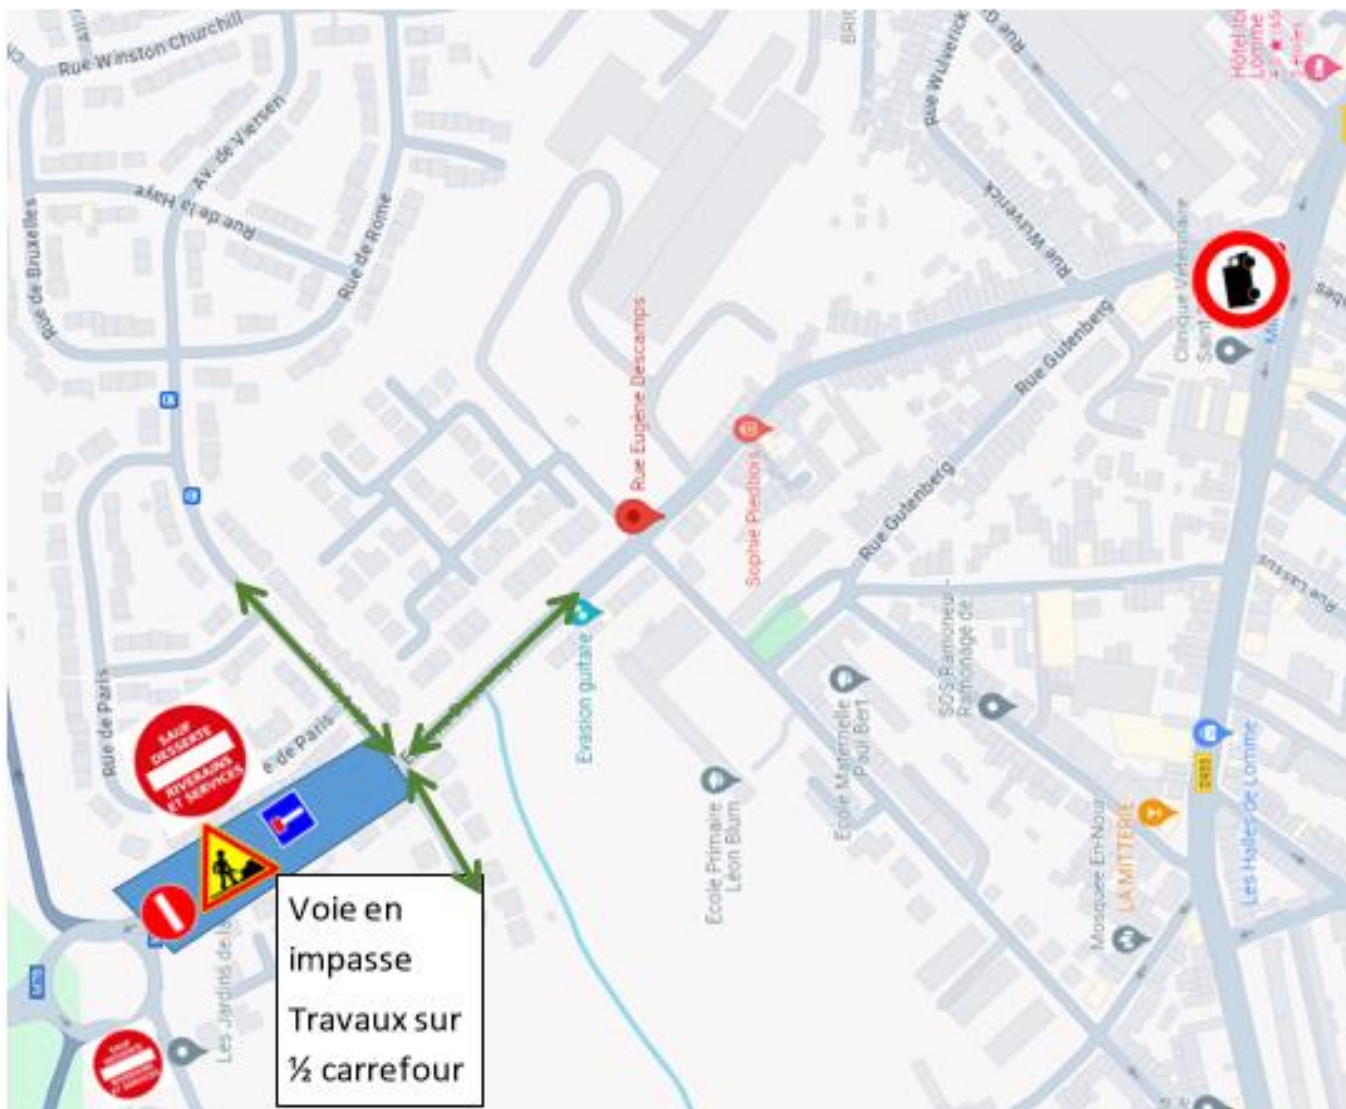 Rue Winston Churchill
Av. de Viersen
Rue de la Haye
Rue de Bruxelles
Rue de Rome
Rue Wulverick
Rue Wulverick
Hôtel Ibis
Lomme
Rue Eugène Descamps
Sophie Piedbois
Rue Gutenberg
Rue Gutenberg
Clinique Vétérinaire
Evasion guitare
SOS Ramoneur -
Ramonage de
Rue Lassus
Rue de Paris
e de Paris
SAUF
DESSERTE
RIVERAINS
ET SERVICES
Ecole Maternelle
Paul Bert
Ecole Primaire
Léon Blum
Mosquée En-Nour
LA MITTERIE
Les Halles de Lomme
Les Jardins de la
Voie en
impasse
Travaux sur
½ carrefour